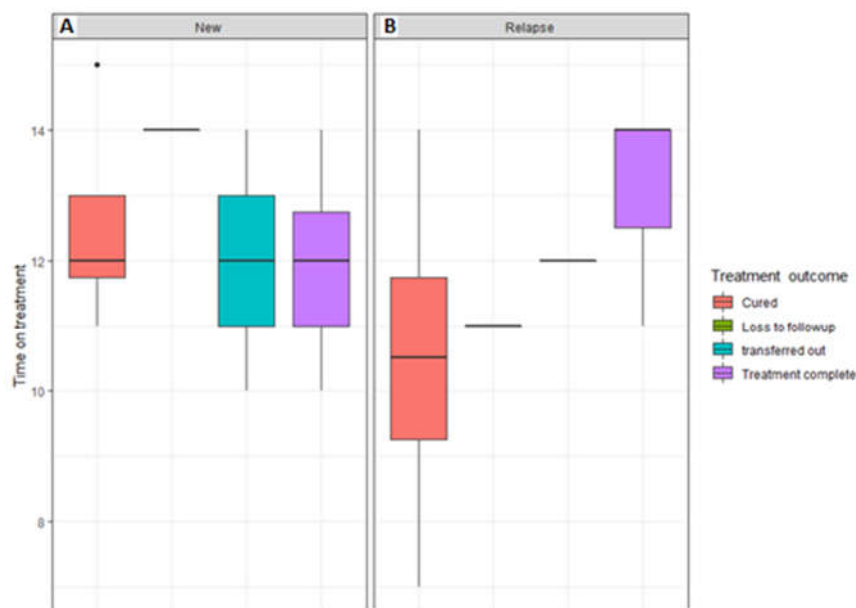 A New
B Relapse
14
12
10
8
Time on treatment
Treatment outcome
Cured
Loss to followup
transferred out
Treatment complete